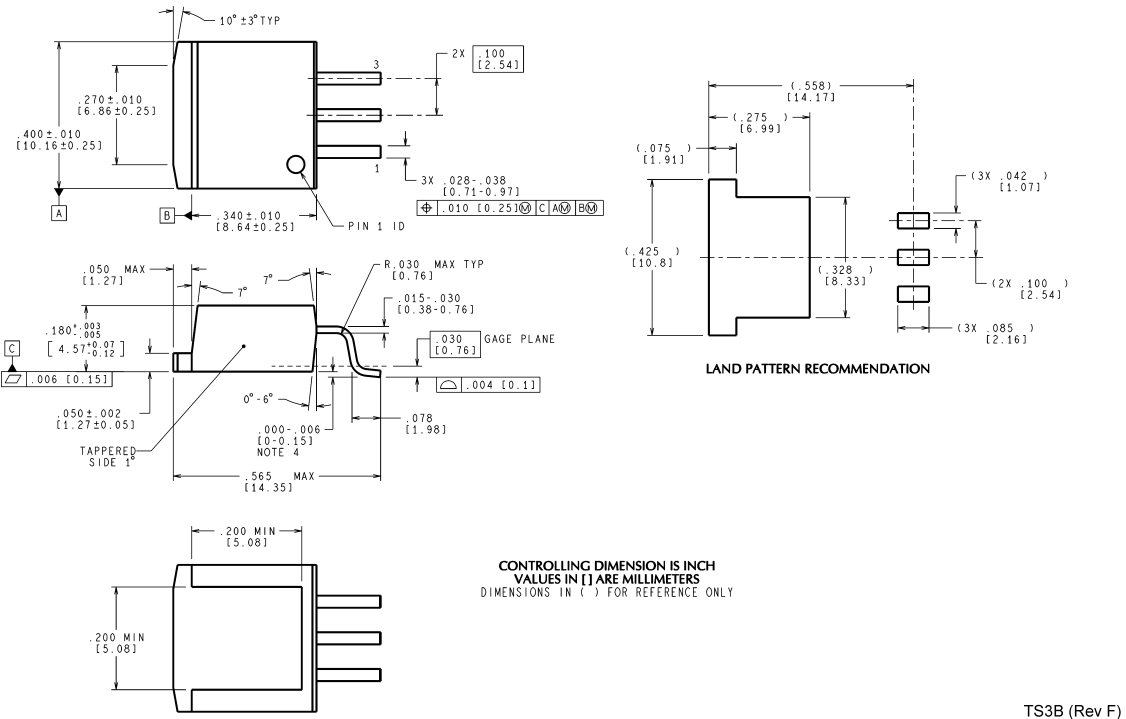 10° ±3° TYP
3
2X .100
[2.54]
.270±.010
[6.86±0.25]
.400±.010
[10.16±0.25]
1
3X .028-.038
[0.71-0.97]
⌖ .010 [0.25]Ⓜ C AⓂ BⓂ
A
B
.340±.010
[8.64±0.25]
PIN 1 ID
.050 MAX
[1.27]
7°
7°
R.030 MAX TYP
[0.76]
.015-.030
[0.38-0.76]
.180 +.003 -.005
[4.57 +0.07 -0.12]
.030
[0.76]
GAGE PLANE
C
⏥ .006 [0.15]
⌓ .004 [0.1]
0°-6°
.050±.002
[1.27±0.05]
.000-.006
[0-0.15]
NOTE 4
.078
[1.98]
TAPPERED
SIDE 1°
.565 MAX
[14.35]
.200 MIN
[5.08]
.200 MIN
[5.08]
(.558)
[14.17]
(.275 )
[6.99]
(.075 )
[1.91]
(3X .042 )
[1.07]
(.425 )
[10.8]
(.328 )
[8.33]
(2X .100 )
[2.54]
(3X .085 )
[2.16]
LAND PATTERN RECOMMENDATION
CONTROLLING DIMENSION IS INCH
VALUES IN [ ] ARE MILLIMETERS
DIMENSIONS IN ( ) FOR REFERENCE ONLY
TS3B (Rev F)